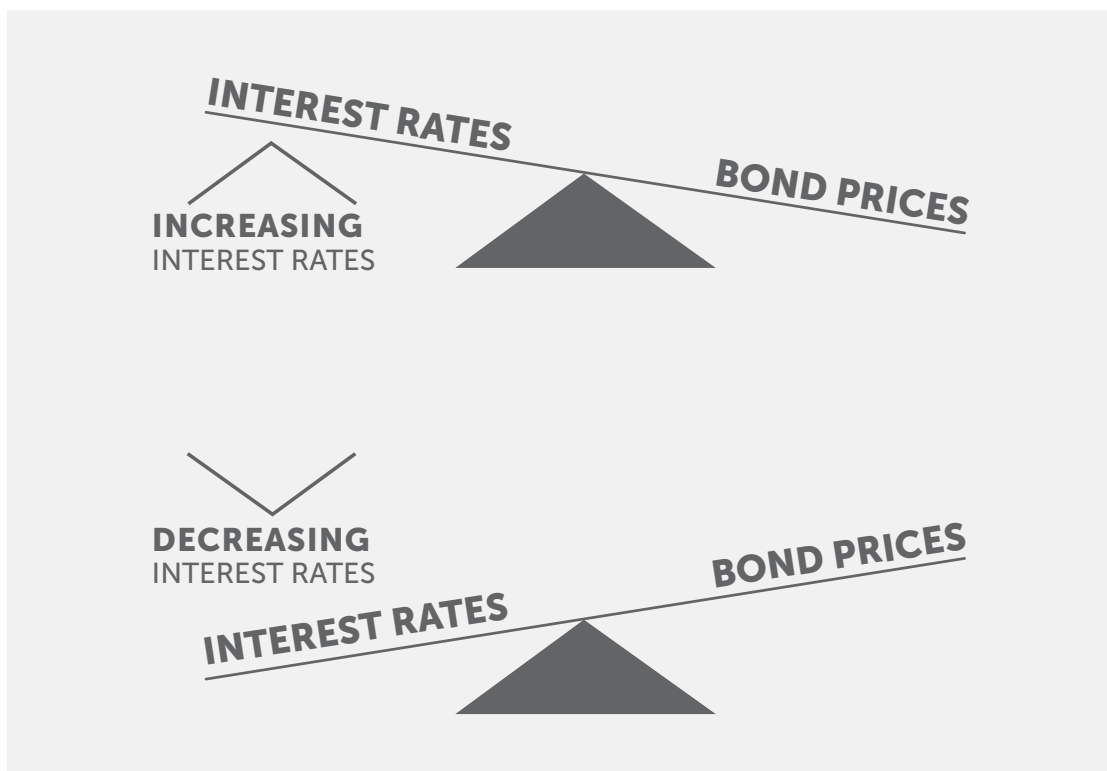 INTEREST RATES
BOND PRICES
INCREASING
INTEREST RATES
DECREASING
INTEREST RATES
INTEREST RATES
BOND PRICES